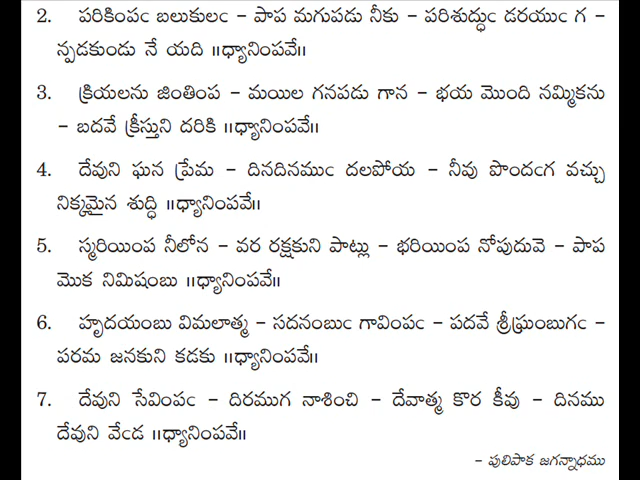 2. పరికింపఁ బలుకులఁ – పాప మగుపడు నీకు – పరిశుద్ధుఁ డరయుఁ గ –
న్పడకుండు నే యది ॥ధ్యానింపవే॥
3. క్రియలను జింతింప – మయిల గనపడు గాన – భయ మొంది నమ్మికను
– బదవే క్రీస్తుని దరికి ॥ధ్యానింపవే॥
4. దేవుని ఘన ప్రేమ – దినదినముఁ దలపోయ – నీవు పొందఁగ వచ్చు
నిక్కమైన శుద్ధి ॥ధ్యానింపవే॥
5. స్మరియింప నీలోన – వర రక్షకుని పాట్లు – భరియింప నోపుదువె – పాప
మొక నిమిషంబు ॥ధ్యానింపవే॥
6. హృదయంబు విమలాత్మ – సదనంబుఁ గావింపఁ – పదవే శ్రీఘ్రంబుగఁ –
పరమ జనకుని కడకు ॥ధ్యానింపవే॥
7. దేవుని సేవింపఁ – దిరముగ నాశించి – దేవాత్మ కొర కీవు – దినము
దేవుని వేఁడ ॥ధ్యానింపవే॥
– పులిపాక జగన్నాధము